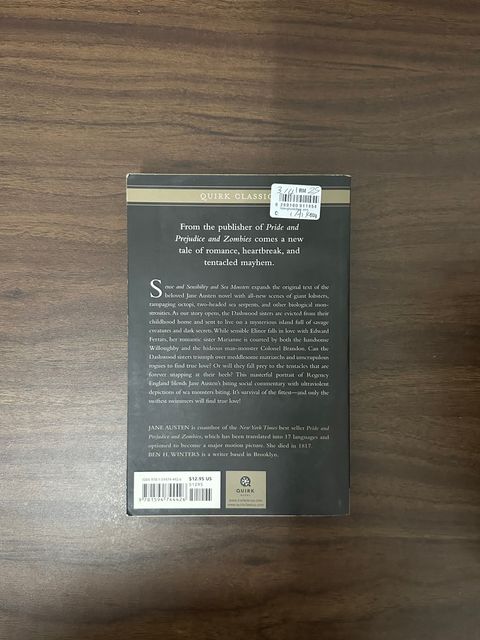 QUIRK CLASSIC
RM 25
From the publisher of Pride and
Prejudice and Zombies comes a new
tale of romance, heartbreak, and
tentacled mayhem.
Sense and Sensibility and Sea Monsters expands the original text of the
beloved Jane Austen novel with all-new scenes of giant lobsters,
rampaging octopi, two-headed sea serpents, and other biological mon-
strosities. As our story opens, the Dashwood sisters are evicted from their
childhood home and sent to live on a mysterious island full of savage
creatures and dark secrets. While sensible Elinor falls in love with Edward
Ferrars, her romantic sister Marianne is courted by both the handsome
Willoughby and the hideous man-monster Colonel Brandon. Can the
Dashwood sisters triumph over meddlesome matriarchs and unscrupulous
rogues to find true love? Or will they fall prey to the tentacles that are
forever snapping at their heels? This masterful portrait of Regency
England blends Jane Austen's biting social commentary with ultraviolent
depictions of sea monsters biting. It's survival of the fittest—and only the
swiftest swimmers will find true love!
JANE AUSTEN is coauthor of the New York Times best seller Pride and
Prejudice and Zombies, which has been translated into 17 languages and
optioned to become a major motion picture. She died in 1817.
BEN H. WINTERS is a writer based in Brooklyn.
$12.95 US
51295
QUIRK
BOOKS